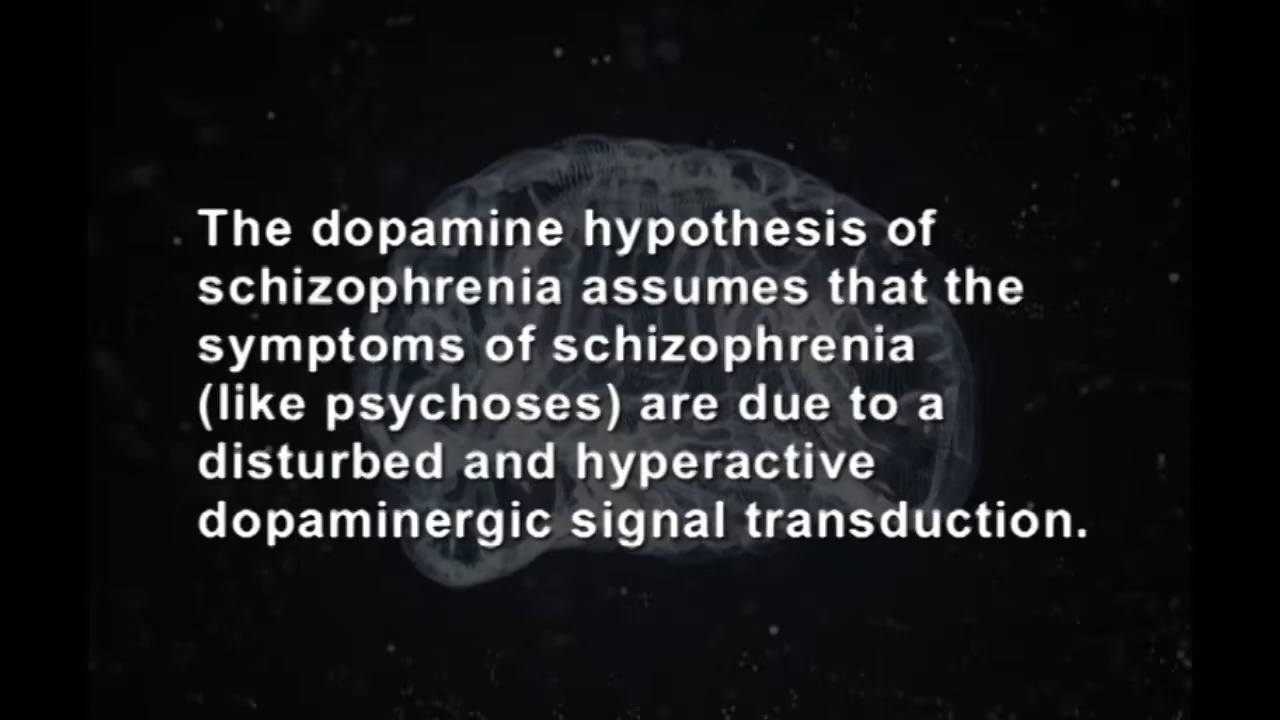 The dopamine hypothesis of
schizophrenia assumes that the
symptoms of schizophrenia
(like psychoses) are due to a
disturbed and hyperactive
dopaminergic signal transduction.